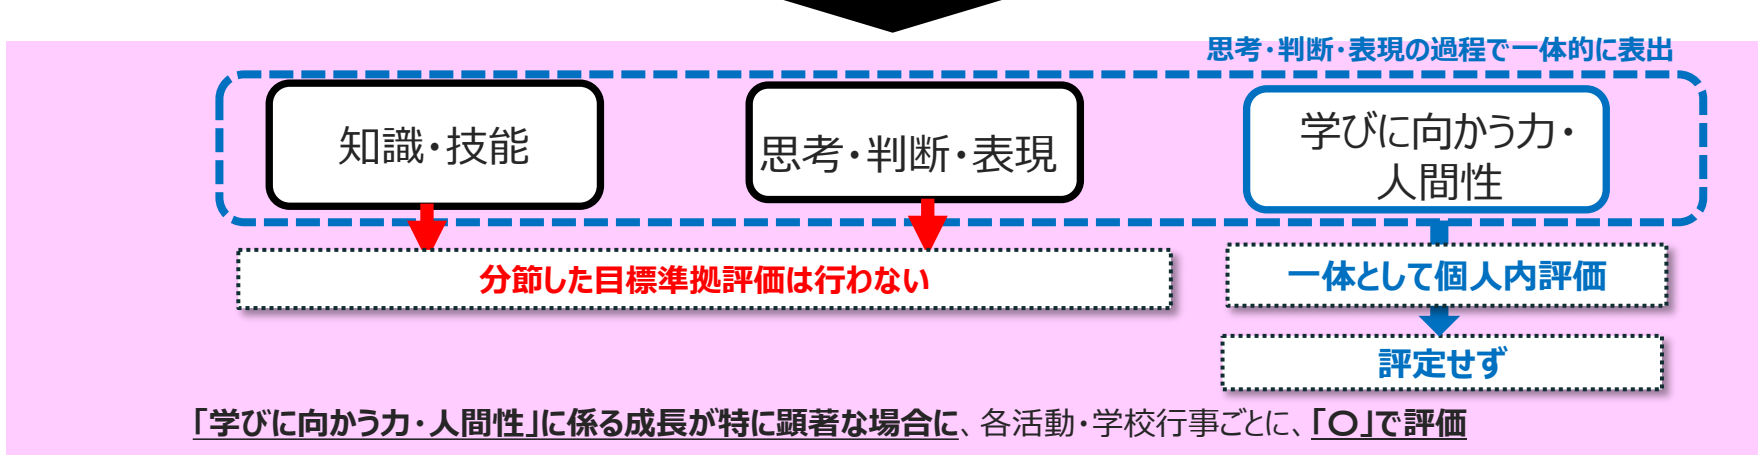 思考・判断・表現の過程で一体的に表出
知識・技能
思考・判断・表現
学びに向かう力・
人間性
分節した目標準拠評価は行わない
一体として個人内評価
評定せず
「学びに向かう力・人間性」に係る成長が特に顕著な場合に、各活動・学校行事ごとに、「〇」で評価